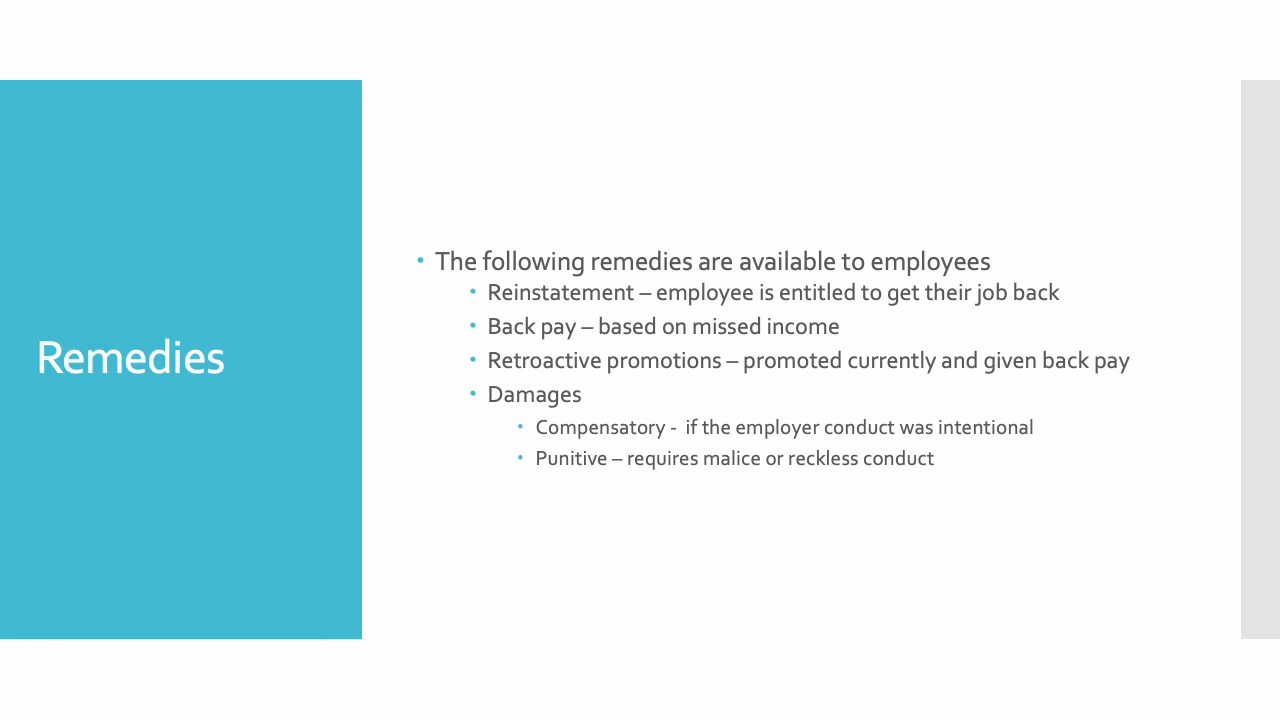 Remedies
• The following remedies are available to employees
• Reinstatement – employee is entitled to get their job back
• Back pay – based on missed income
• Retroactive promotions – promoted currently and given back pay
• Damages
• Compensatory -  if the employer conduct was intentional
• Punitive – requires malice or reckless conduct